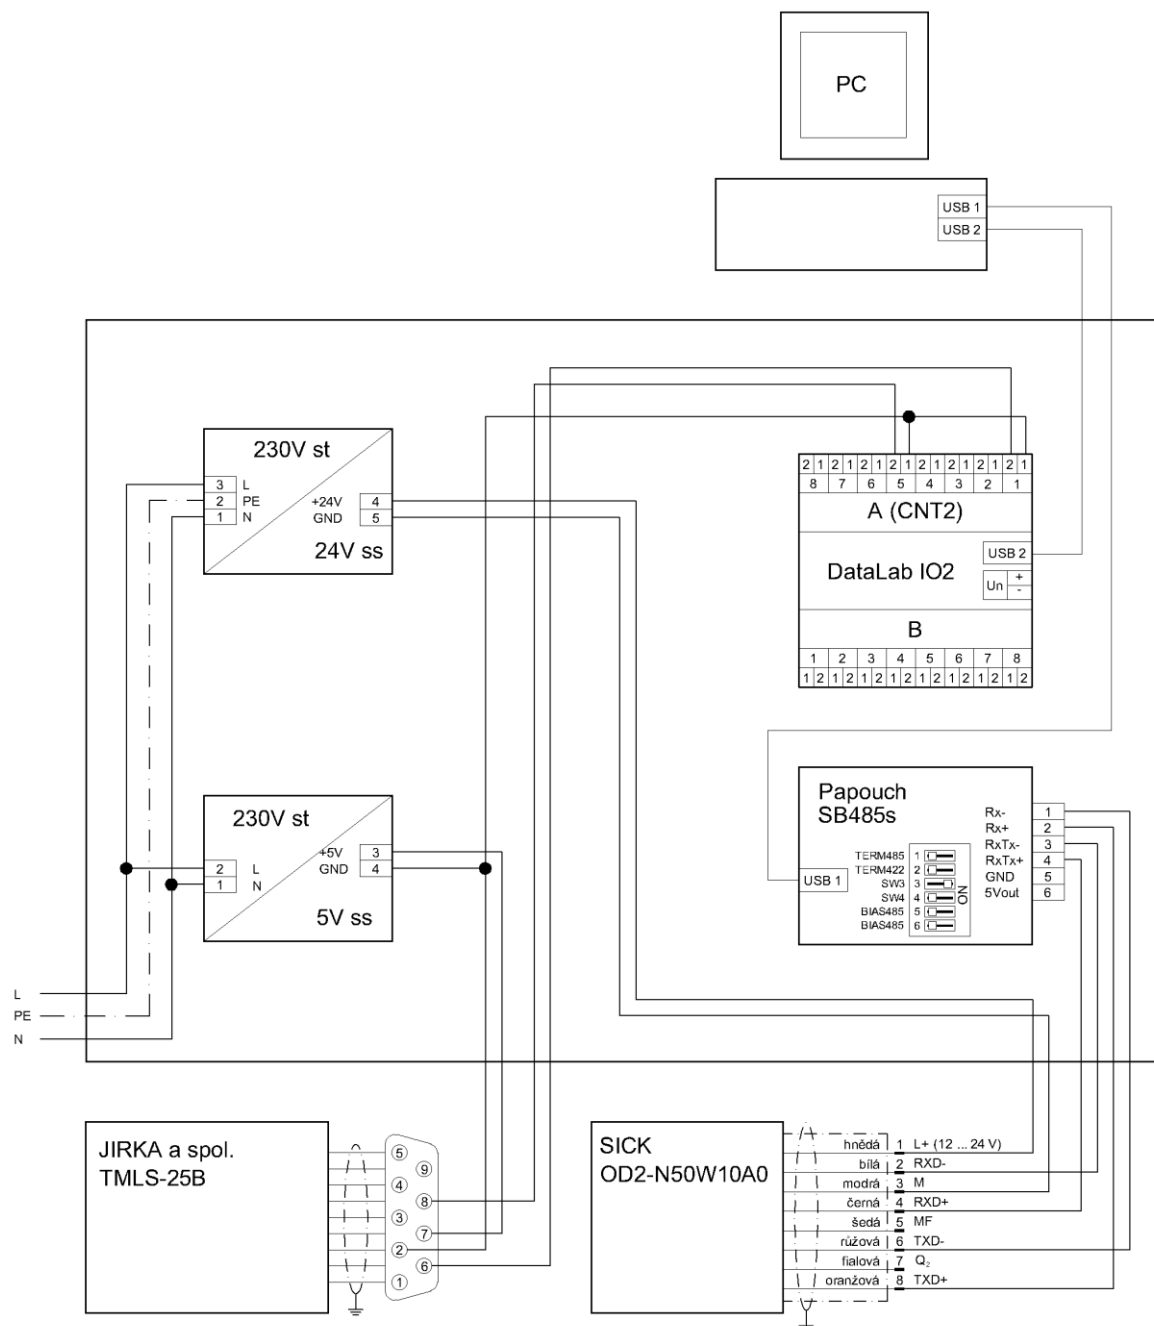 PC
USB 1
USB 2
230V st
3 L
2 PE
1 N
+24V 4
GND 5
24V ss
2 1 2 1 2 1 2 1 2 1 2 1 2 1 2 1
8 7 6 5 4 3 2 1
A (CNT2)
USB 2
DataLab IO2
Un + -
B
1 2 3 4 5 6 7 8
1 2 1 2 1 2 1 2 1 2 1 2 1 2 1 2
230V st
+5V 3
GND 4
2 L
1 N
5V ss
Papouch
SB485s
Rx- 1
Rx+ 2
RxTx- 3
RxTx+ 4
GND 5
5Vout 6
USB 1
TERM485 1
TERM422 2
SW3 3
SW4 4
BIAS485 5
BIAS485 6
ON
L
PE
N
JIRKA a spol.
TMLS-25B
5
9
4
8
3
7
2
6
1
SICK
OD2-N50W10A0
hnědá 1 L+ (12 ... 24 V)
bílá 2 RXD-
modrá 3 M
černá 4 RXD+
šedá 5 MF
růžová 6 TXD-
fialová 7 Q₂
oranžová 8 TXD+